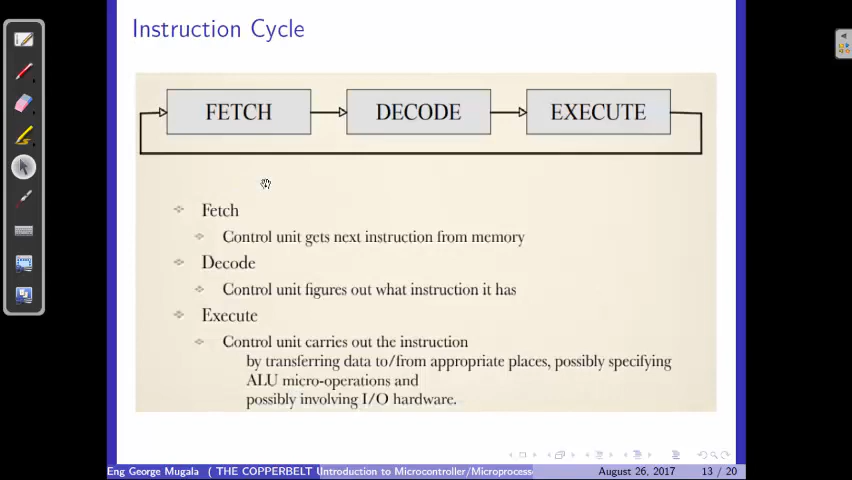 Instruction Cycle
FETCH DECODE EXECUTE
Fetch
Control unit gets next instruction from memory
Decode
Control unit figures out what instruction it has
Execute
Control unit carries out the instruction
by transferring data to/from appropriate places, possibly specifying
ALU micro-operations and
possibly involving I/O hardware.
Eng George Mugala ( THE COPPERBELT Untroduction to Microcontroller/Microprocess August 26, 2017 13 / 20